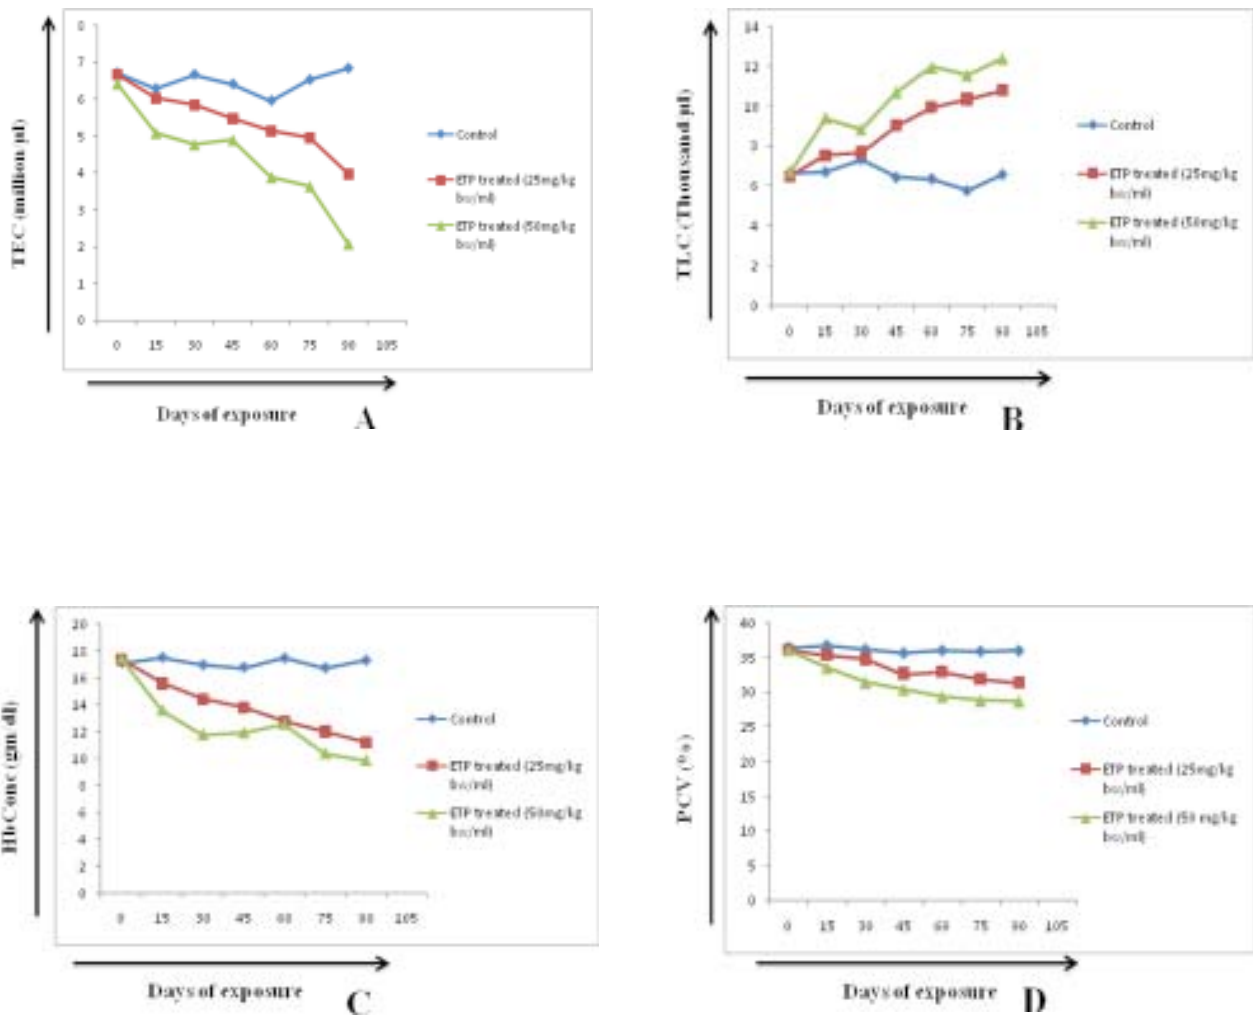 8
7
6
5
4
3
2
1
0
0 15 30 45 60 75 90 105
TEC (million/µl)
Control
ETP treated (25mg/kg
bw/ml)
ETP treated (50mg/kg
bw/ml)
Days of exposure
A
14
12
10
8
6
4
2
0
0 15 30 45 60 75 90 105
TLC (Thousand/µl)
Control
ETP treated (25mg/kg
bw/ml)
ETP treated (50mg/kg
bw/ml)
Days of exposure
B
20
18
16
14
12
10
8
6
4
2
0
0 15 30 45 60 75 90 105
Hb Conc (gm/dl)
Control
ETP treated (25mg/kg
bw/ml)
ETP treated (50mg/kg
bw/ml)
Days of exposure
C
40
35
30
25
20
15
10
5
0
0 15 30 45 60 75 90 105
PCV (%)
Control
ETP treated (25mg/kg
bw/ml)
ETP treated (50 mg/kg
bw/ml)
Days of exposure
D